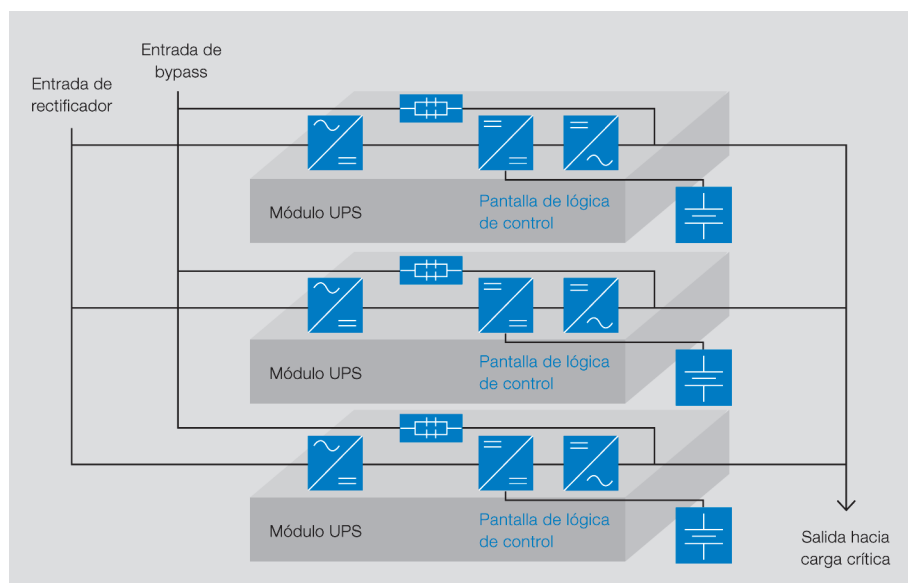 Entrada de
bypass
Entrada de
rectificador
Módulo UPS
Pantalla de lógica
de control
Módulo UPS
Pantalla de lógica
de control
Módulo UPS
Pantalla de lógica
de control
Salida hacia
carga crítica